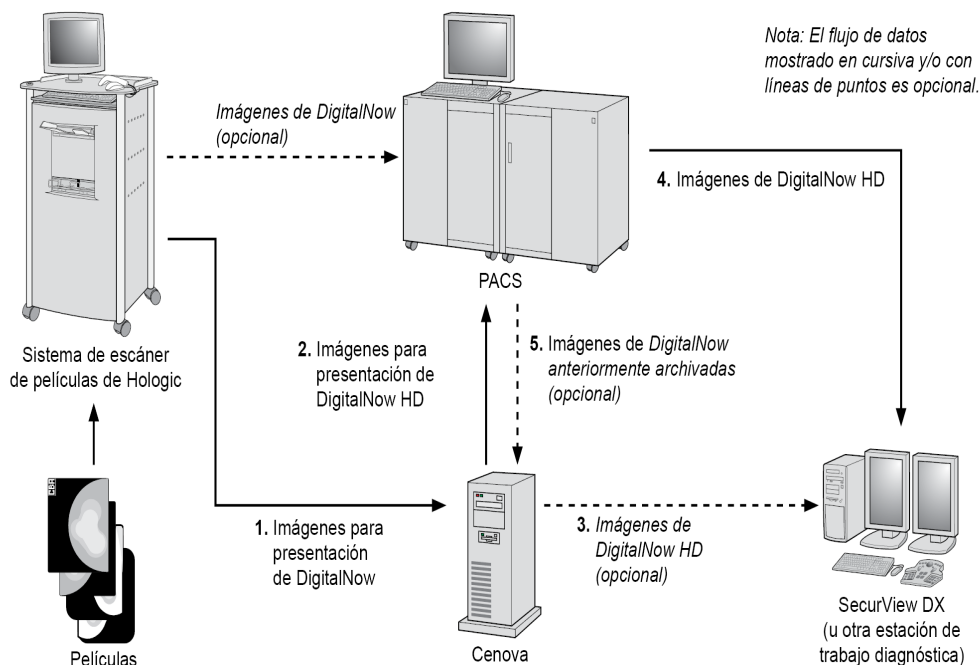 Nota: El flujo de datos
mostrado en cursiva y/o con
líneas de puntos es opcional.
Imágenes de DigitalNow
(opcional)
4. Imágenes de DigitalNow HD
PACS
Sistema de escáner
de películas de Hologic
2. Imágenes para
presentación de
DigitalNow HD
5. Imágenes de DigitalNow
anteriormente archivadas
(opcional)
1. Imágenes para
presentación
de DigitalNow
3. Imágenes de
DigitalNow HD
(opcional)
Películas
Cenova
SecurView DX
(u otra estación de
trabajo diagnóstica)